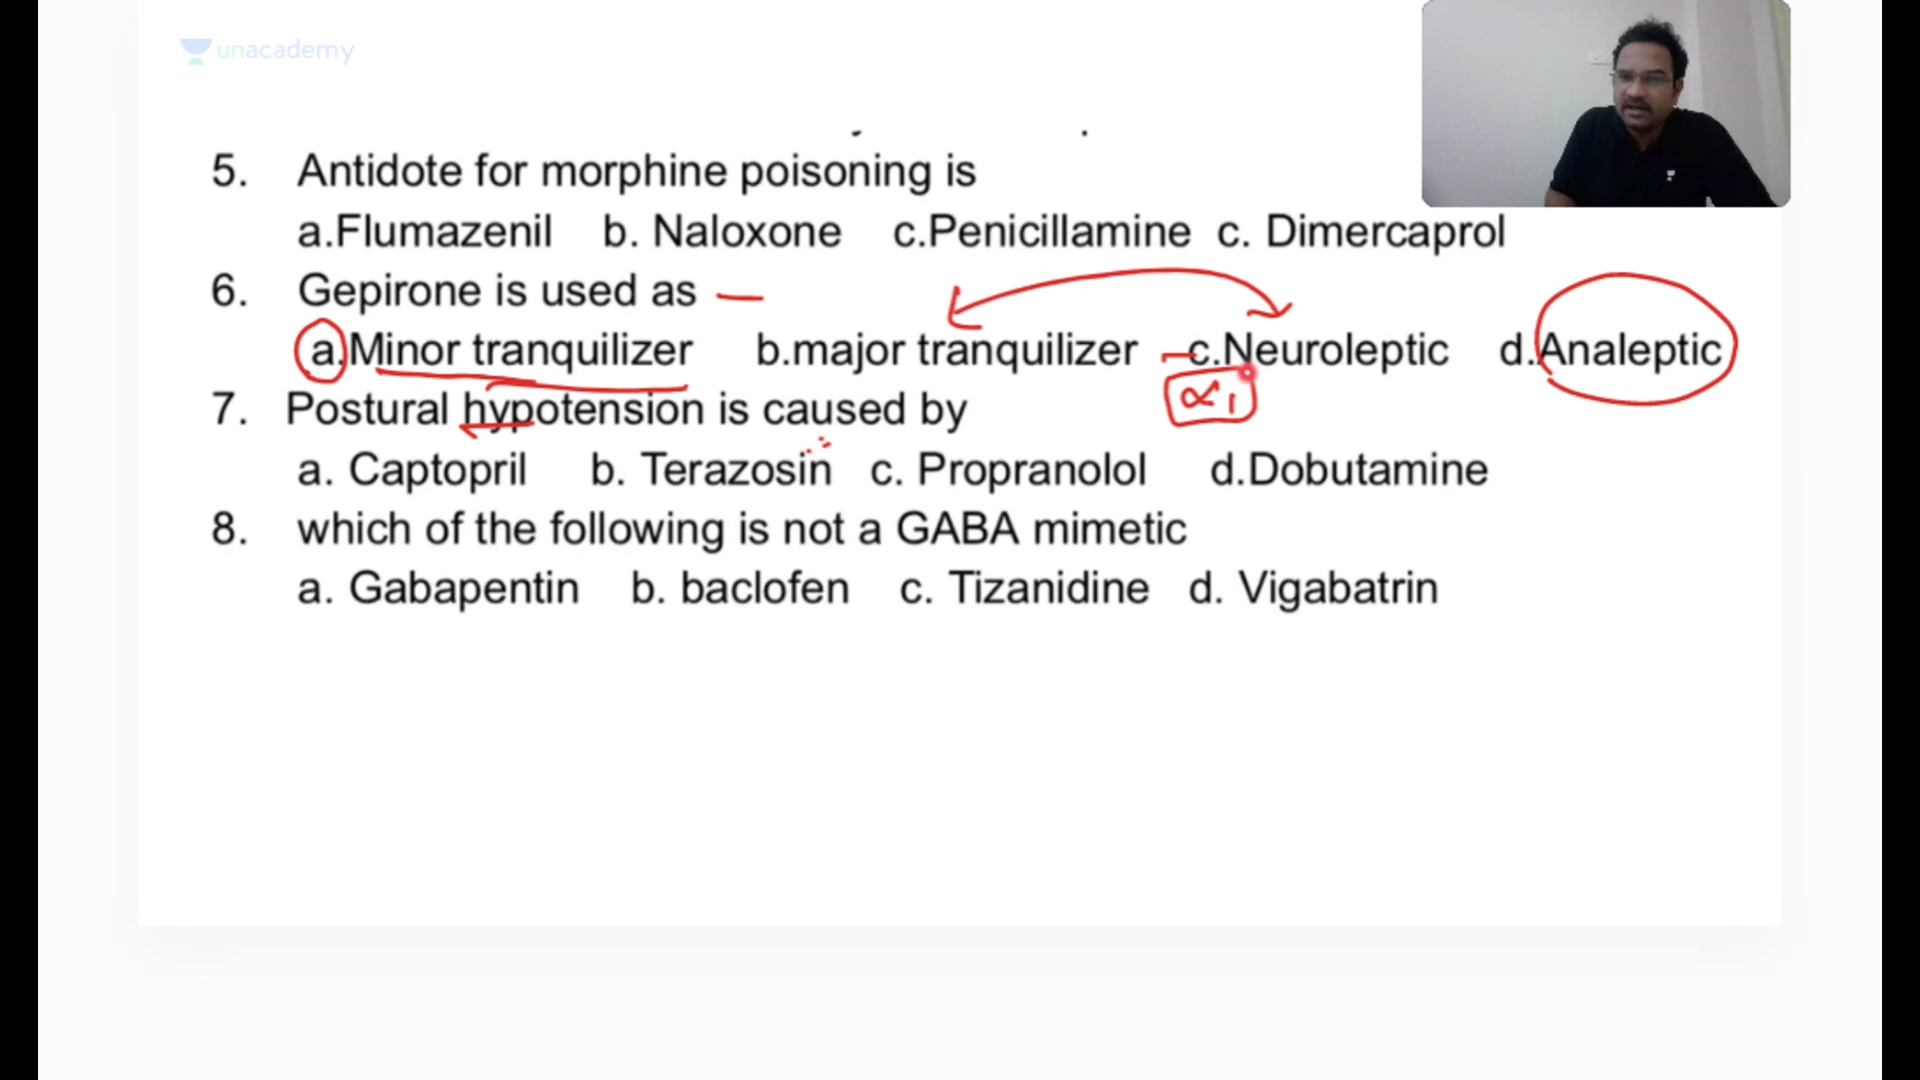 unacademy
5. Antidote for morphine poisoning is
a.Flumazenil b. Naloxone c.Penicillamine c. Dimercaprol
6. Gepirone is used as
a.Minor tranquilizer b.major tranquilizer c.Neuroleptic d.Analeptic
α1
7. Postural hypotension is caused by
a. Captopril b. Terazosin c. Propranolol d.Dobutamine
8. which of the following is not a GABA mimetic
a. Gabapentin b. baclofen c. Tizanidine d. Vigabatrin